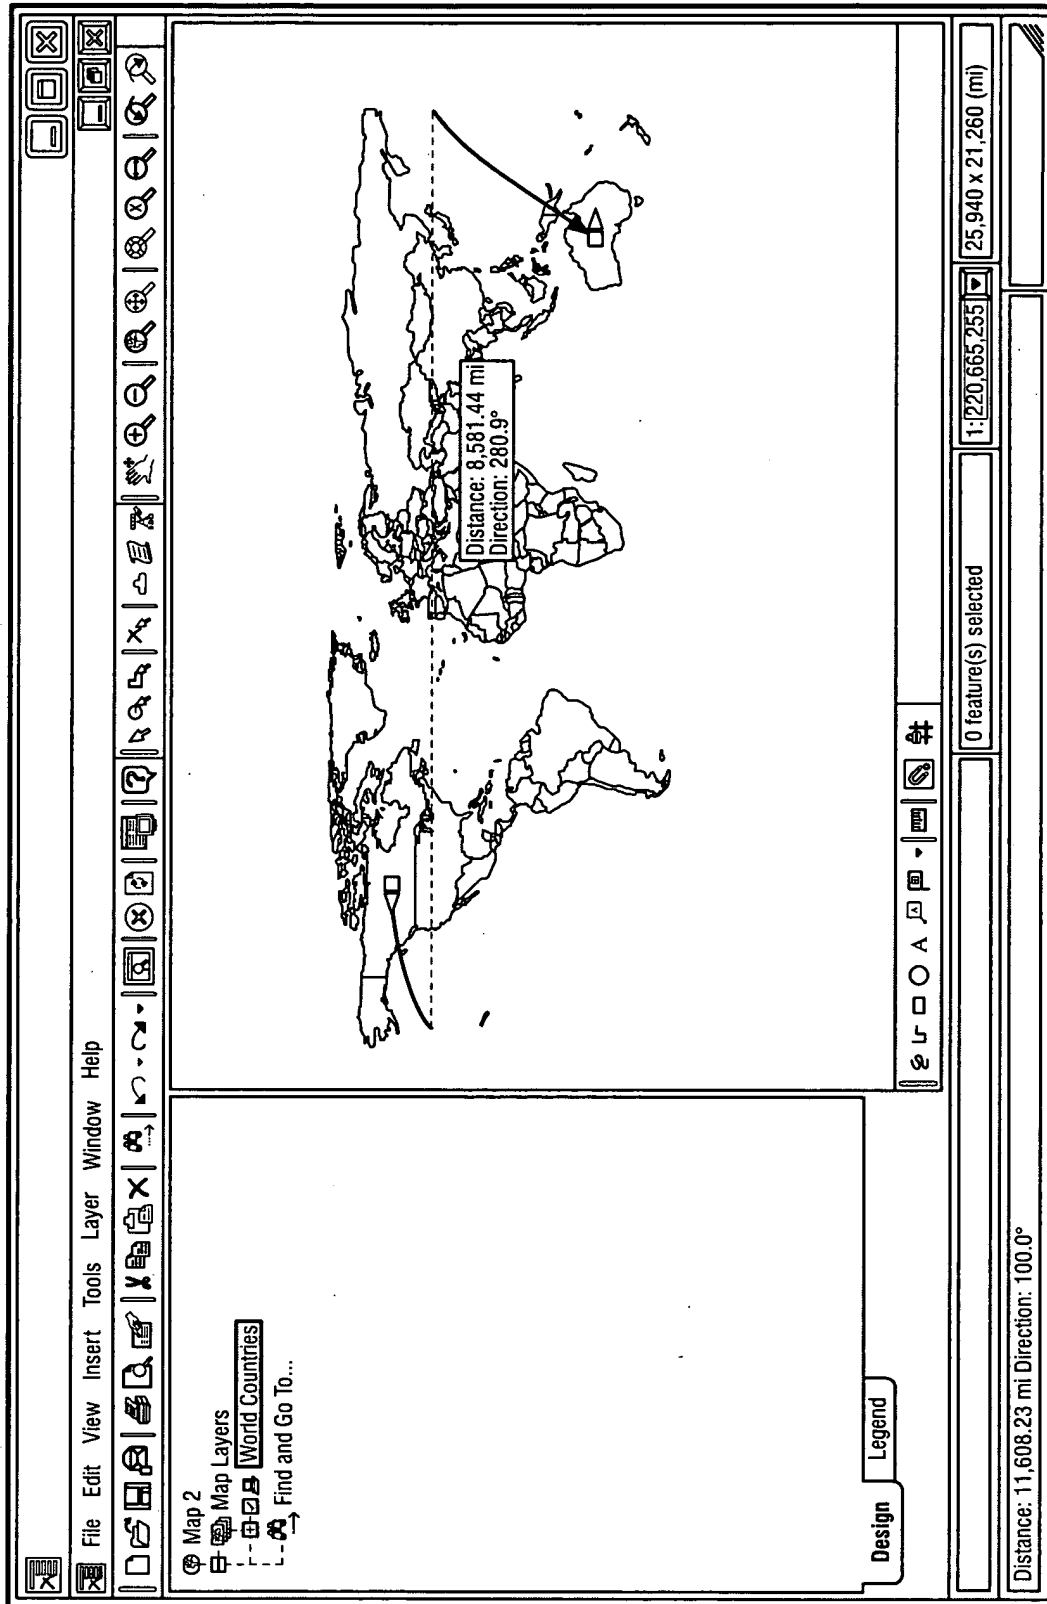 File Edit View Insert Tools Layer Window Help
Map 2
Map Layers
World Countries
Find and Go To...
Distance: 8,581.44 mi
Direction: 280.9°
Design
Legend
A
0 feature(s) selected
1:220,665,255
25,940 x 21,260 (mi)
Distance: 11,608.23 mi Direction: 100.0°